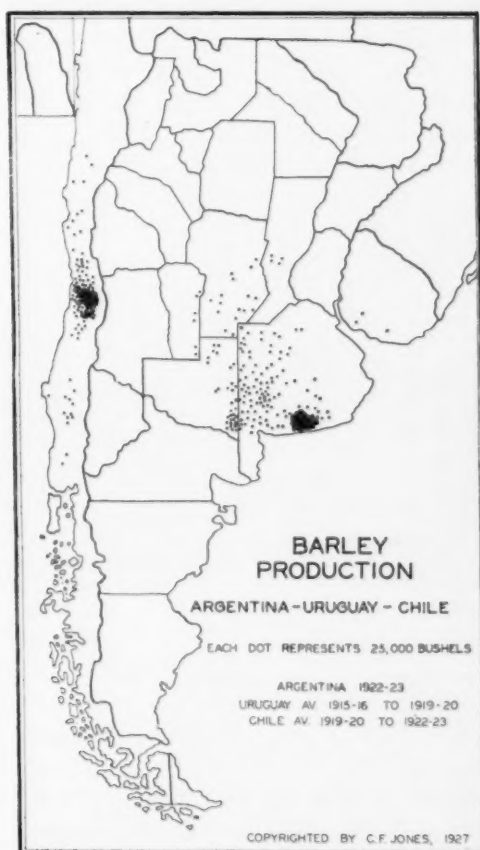 BARLEY
PRODUCTION
ARGENTINA-URUGUAY-CHILE
EACH DOT REPRESENTS 25,000 BUSHELS
ARGENTINA 1922-23
URUGUAY AV. 1915-16 TO 1919-20
CHILE AV. 1919-20 TO 1922-23
COPYRIGHTED BY C.F. JONES, 1927